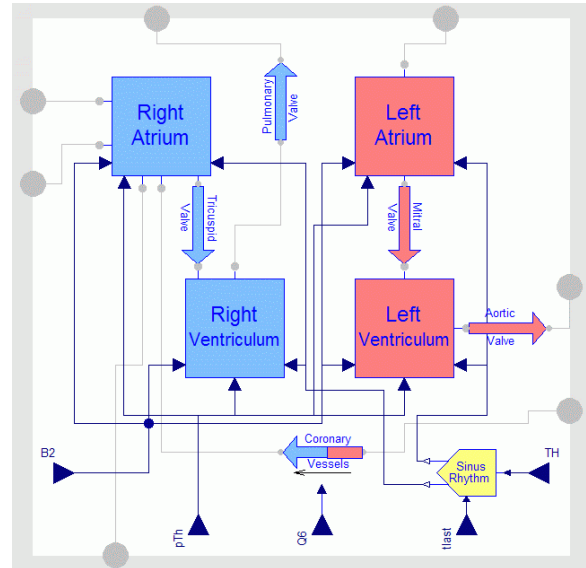 Pulmonary
Valve
Right
Atrium
Left
Atrium
Tricuspid
Valve
Mitral
Valve
Right
Ventriculum
Left
Ventriculum
Aortic
Valve
B2
Coronary
Vessels
Sinus
Rhythm
TH
pTh
Q6
tlast